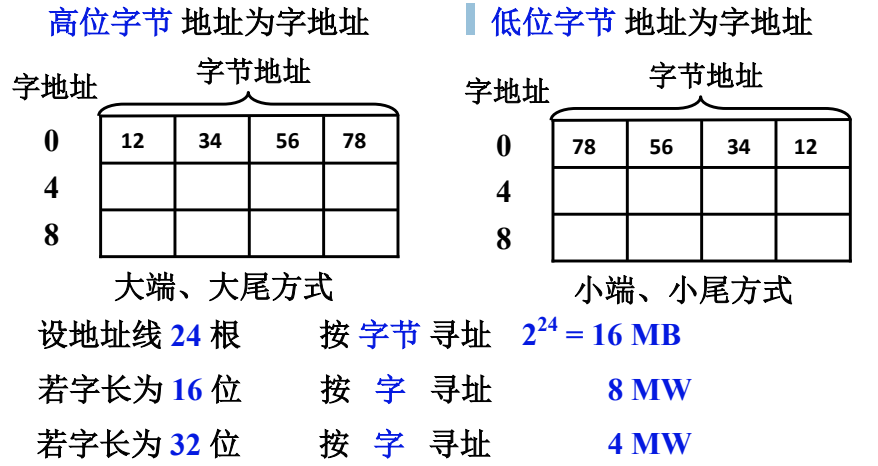 高位字节 地址为字地址
字节地址
字地址
0 12 34 56 78
4
8
大端、大尾方式
低位字节 地址为字地址
字节地址
字地址
0 78 56 34 12
4
8
小端、小尾方式
设地址线 24 根 按 字节 寻址 2^24 = 16 MB
若字长为 16 位 按 字 寻址 8 MW
若字长为 32 位 按 字 寻址 4 MW